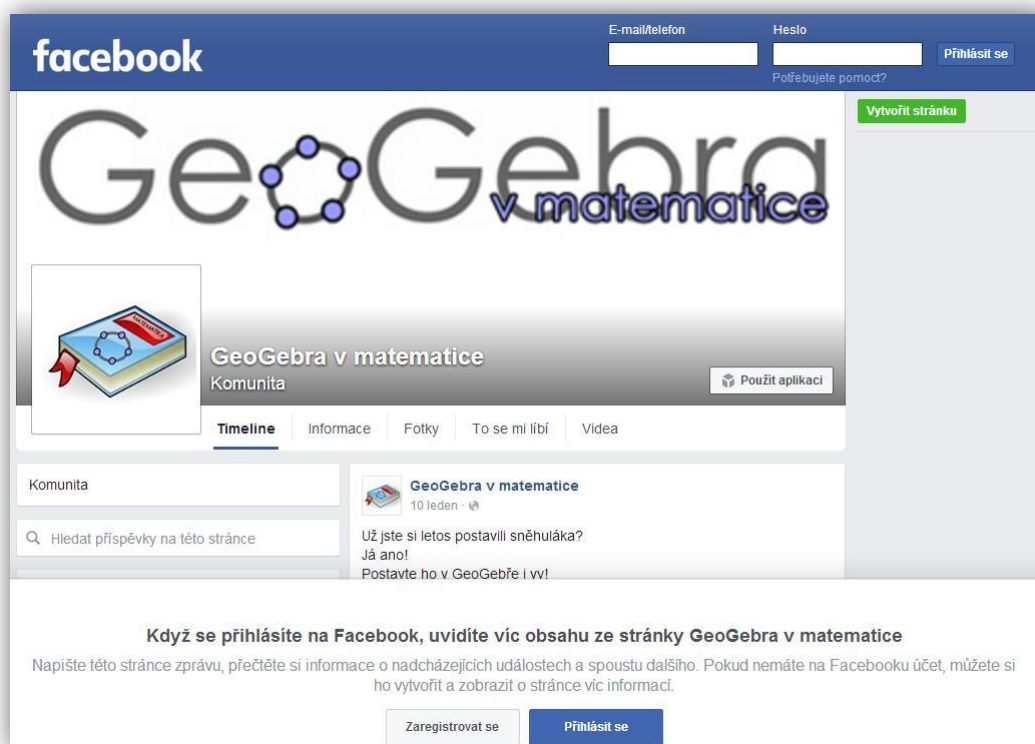 facebook
E-mail/telefon
Heslo
Přihlásit se
Potřebujete pomoct?
Vytvořit stránku
GeoGebra
v matematice
MATEMATIKA
GeoGebra v matematice
Komunita
Použít aplikaci
Timeline Informace Fotky To se mi líbí Videa
Komunita
Hledat příspěvky na této stránce
GeoGebra v matematice
10 leden ·
Už jste si letos postavili sněhuláka?
Já ano!
Postavte ho v GeoGebře i vy!
Když se přihlásíte na Facebook, uvidíte víc obsahu ze stránky GeoGebra v matematice
Napište této stránce zprávu, přečtěte si informace o nadcházejících událostech a spoustu dalšího. Pokud nemáte na Facebooku účet, můžete si
ho vytvořit a zobrazit o stránce víc informací.
Zaregistrovat se
Přihlásit se